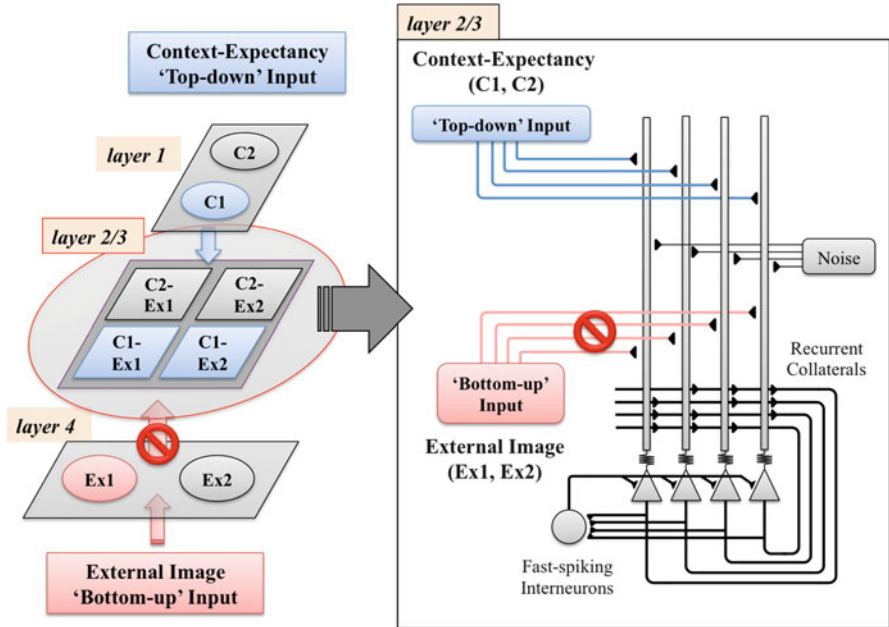 Context-Expectancy
‘Top-down’ Input
layer 1
C2
C1
layer 2/3
C2-
Ex1
C2-
Ex2
C1-
Ex1
C1-
Ex2
layer 4
Ex1
Ex2
External Image
‘Bottom-up’ Input
layer 2/3
Context-Expectancy
(C1, C2)
‘Top-down’ Input
Noise
‘Bottom-up’
Input
External Image
(Ex1, Ex2)
Recurrent
Collaterals
Fast-spiking
Interneurons